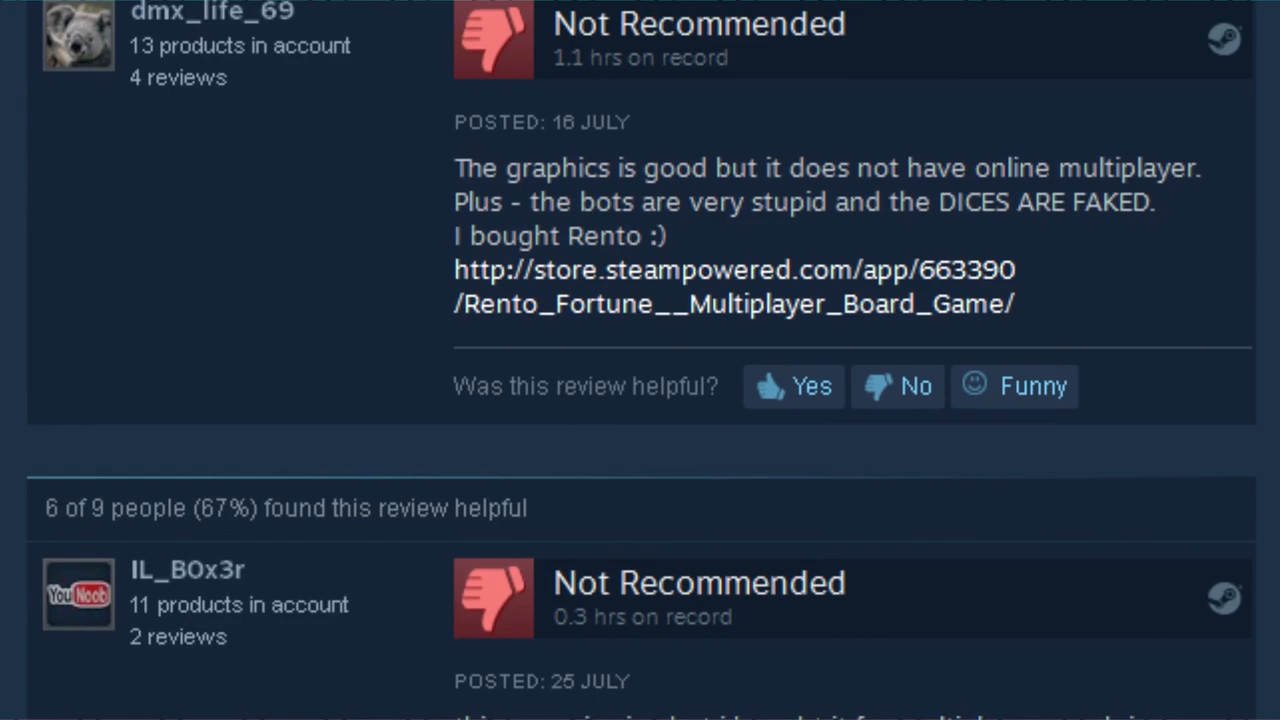 dmx_life_69
13 products in account
4 reviews
Not Recommended
1.1 hrs on record
POSTED: 16 JULY
The graphics is good but it does not have online multiplayer.
Plus - the bots are very stupid and the DICES ARE FAKED.
I bought Rento :)
http://store.steampowered.com/app/663390
/Rento_Fortune__Multiplayer_Board_Game/
Was this review helpful? Yes No Funny
6 of 9 people (67%) found this review helpful
IL_BOx3r
11 products in account
2 reviews
YouNoob
Not Recommended
0.3 hrs on record
POSTED: 25 JULY